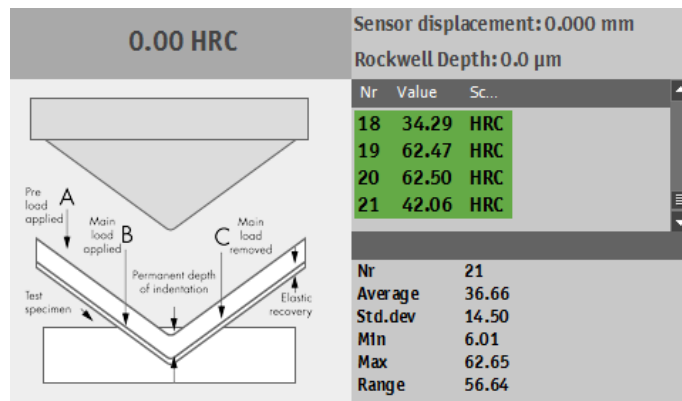 0.00 HRC
Sensor displacement: 0.000 mm
Rockwell Depth: 0.0 µm
Nr Value Sc...
18 34.29 HRC
19 62.47 HRC
20 62.50 HRC
21 42.06 HRC
Pre
load
applied
A
Main
load
applied
B
C
Main
load
removed
Permanent depth
of indentation
Test
specimen
Elastic
recovery
Nr 21
Average 36.66
Std.dev 14.50
Min 6.01
Max 62.65
Range 56.64